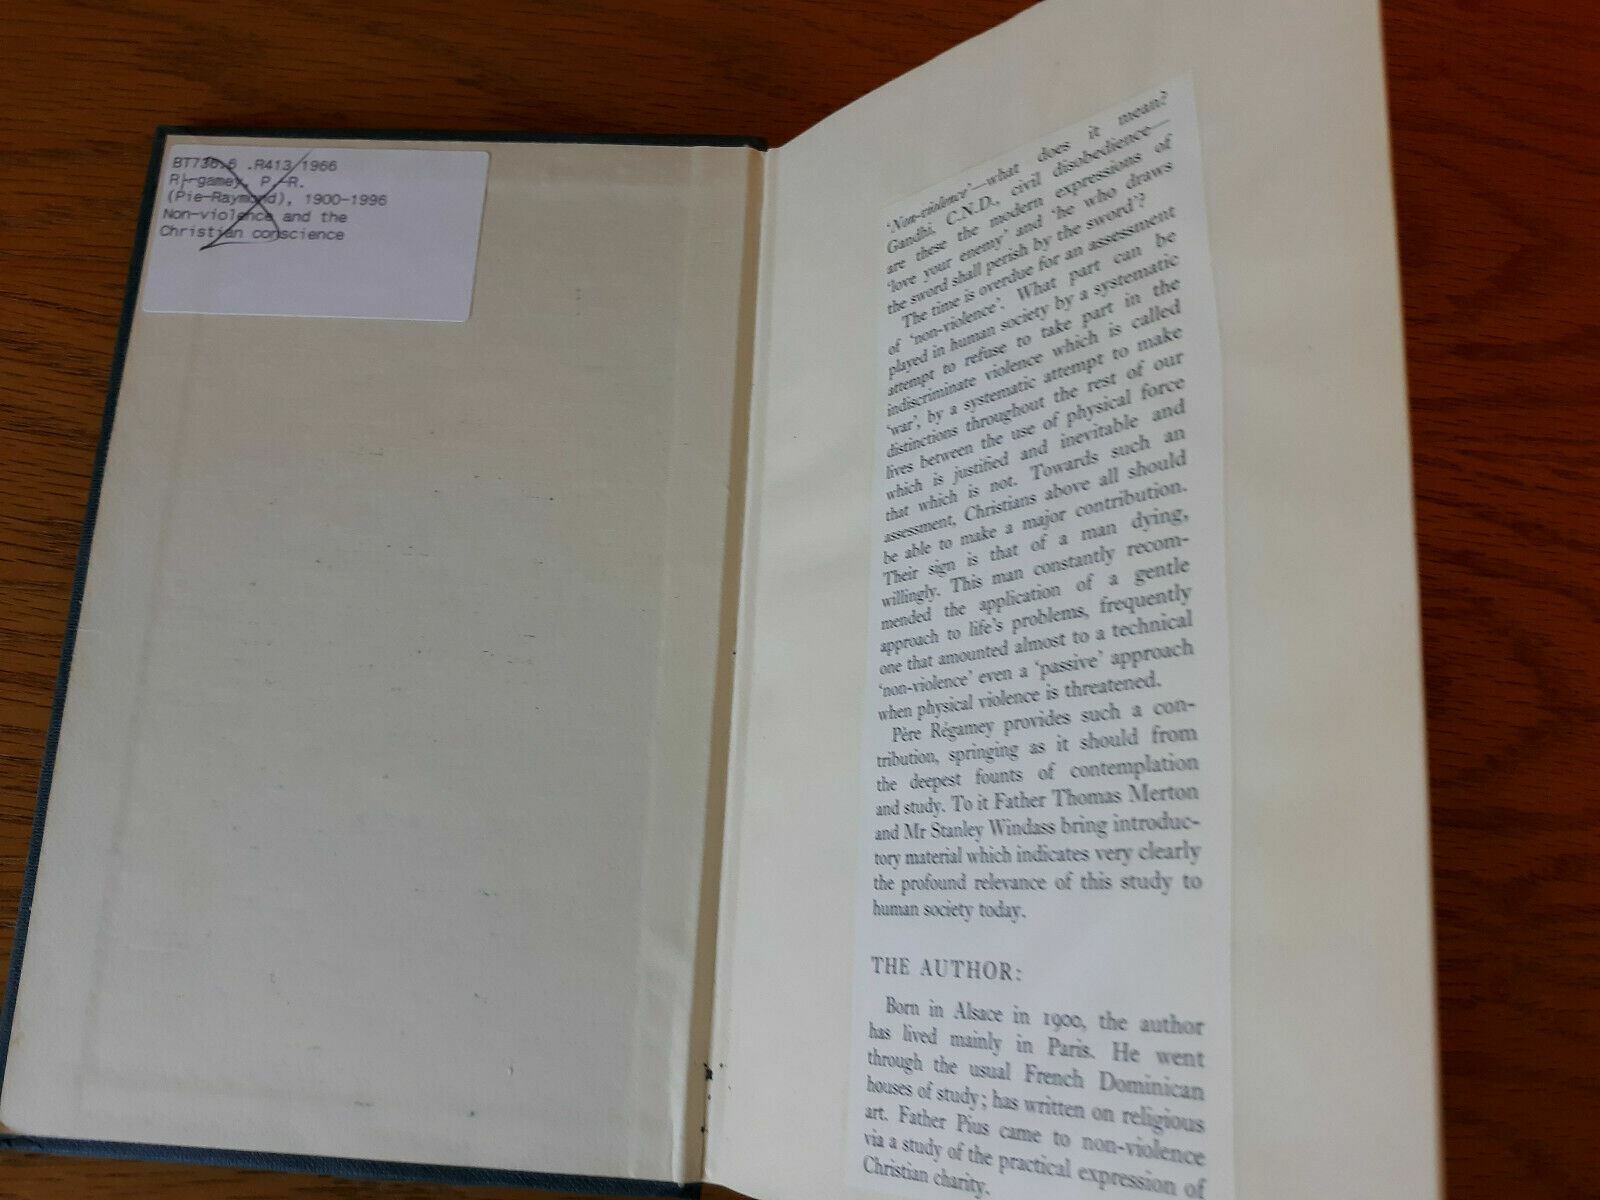 BT736.6 .R413 1966
R|-gamey, P.-R.
(Pie-Raymond), 1900-1996
Non-violence and the
Christian conscience
'Non-violence'—what does it mean?
Gandhi, C.N.D., civil disobedience—
are these the modern expressions of
'love your enemy' and 'he who draws
the sword shall perish by the sword'?
The time is overdue for an assessment
of 'non-violence'. What part can be
played in human society by a systematic
attempt to refuse to take part in the
indiscriminate violence which is called
'war', by a systematic attempt to make
distinctions throughout the rest of our
lives between the use of physical force
which is justified and inevitable and
that which is not. Towards such an
assessment, Christians above all should
be able to make a major contribution.
Their sign is that of a man dying,
willingly. This man constantly recom-
mended the application of a gentle
approach to life's problems, frequently
one that amounted almost to a technical
'non-violence' even a 'passive' approach
when physical violence is threatened.
Père Régamey provides such a con-
tribution, springing as it should from
the deepest founts of contemplation
and study. To it Father Thomas Merton
and Mr Stanley Windass bring introduc-
tory material which indicates very clearly
the profound relevance of this study to
human society today.
THE AUTHOR:
Born in Alsace in 1900, the author
has lived mainly in Paris. He went
through the usual French Dominican
houses of study; has written on religious
art. Father Pius came to non-violence
via a study of the practical expression of
Christian charity.